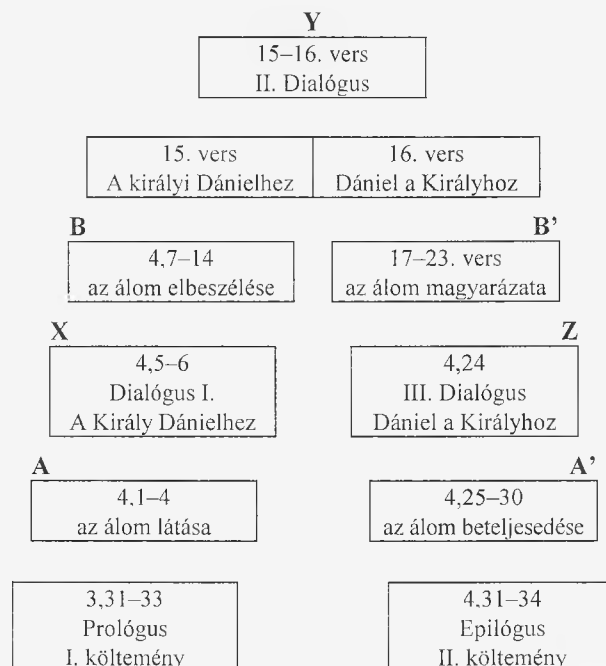 Y
15–16. vers
II. Dialógus
15. vers
A királyi Dánielhez
16. vers
Dániel a Királyhoz
B
4,7–14
az álom elbeszélése
B’
17–23. vers
az álom magyarázata
X
4,5–6
Dialógus I.
A Király Dánielhez
Z
4,24
III. Dialógus
Dániel a Királyhoz
A
4,1–4
az álom látása
A’
4,25–30
az álom beteljesedése
3,31–33
Prológus
I. költemény
4,31–34
Epilógus
II. költemény